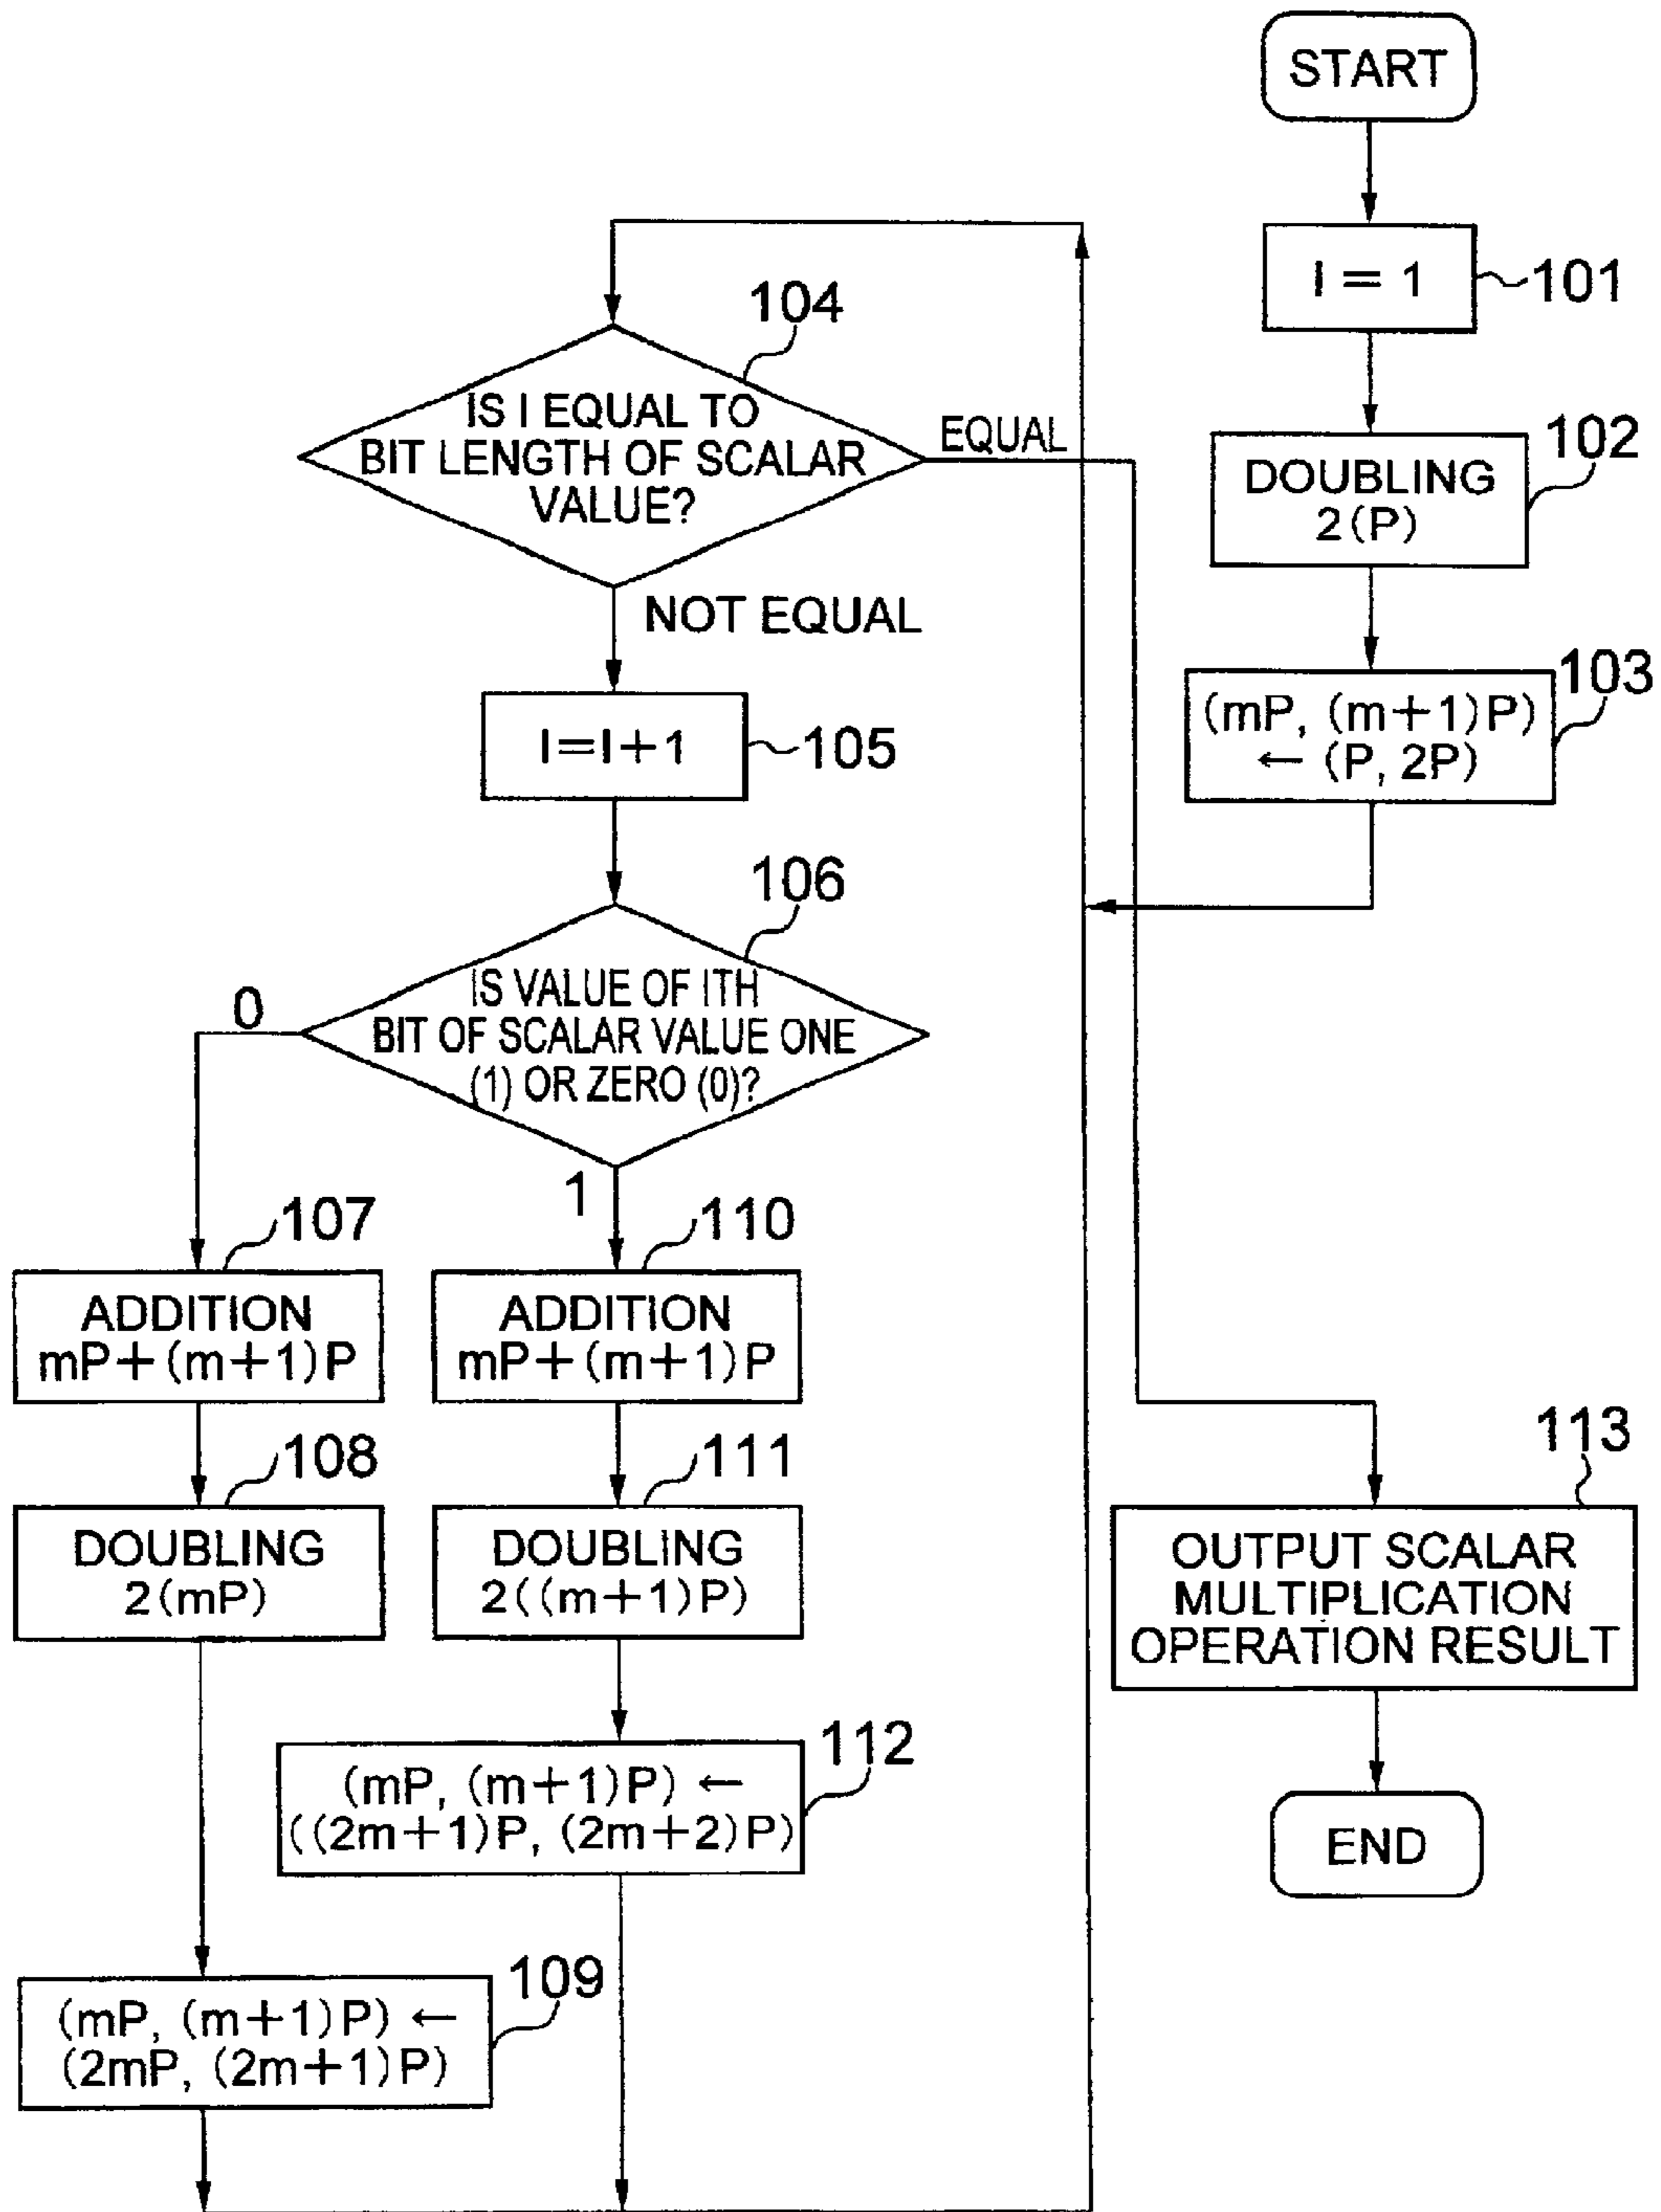 START
I = 1
101
DOUBLING
2(P)
102
(mP, (m+1)P)
← (P, 2P)
103
104
IS I EQUAL TO
BIT LENGTH OF SCALAR
VALUE?
EQUAL
NOT EQUAL
I=I+1
105
106
IS VALUE OF ITH
BIT OF SCALAR VALUE ONE
(1) OR ZERO (0)?
0
1
107
ADDITION
mP+(m+1)P
108
DOUBLING
2(mP)
109
(mP, (m+1)P) ←
(2mP, (2m+1)P)
110
ADDITION
mP+(m+1)P
111
DOUBLING
2((m+1)P)
112
(mP, (m+1)P) ←
((2m+1)P, (2m+2)P)
113
OUTPUT SCALAR
MULTIPLICATION
OPERATION RESULT
END